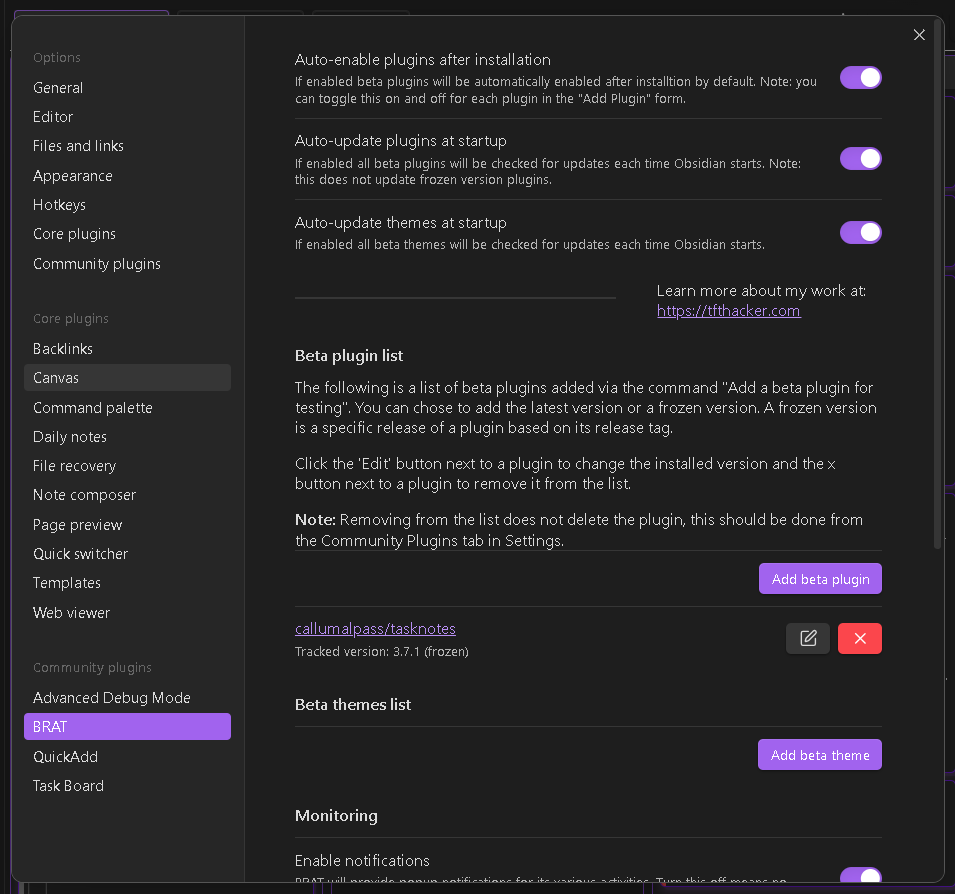 Options
General
Editor
Files and links
Appearance
Hotkeys
Core plugins
Community plugins
Core plugins
Backlinks
Canvas
Command palette
Daily notes
File recovery
Note composer
Page preview
Quick switcher
Templates
Web viewer
Community plugins
Advanced Debug Mode
BRAT
QuickAdd
Task Board
Auto-enable plugins after installation
If enabled beta plugins will be automatically enabled after installtion by default. Note: you
can toggle this on and off for each plugin in the "Add Plugin" form.
Auto-update plugins at startup
If enabled all beta plugins will be checked for updates each time Obsidian starts. Note:
this does not update frozen version plugins.
Auto-update themes at startup
If enabled all beta themes will be checked for updates each time Obsidian starts.
Learn more about my work at:
https://tfthacker.com
Beta plugin list
The following is a list of beta plugins added via the command "Add a beta plugin for
testing". You can chose to add the latest version or a frozen version. A frozen version
is a specific release of a plugin based on its release tag.
Click the 'Edit' button next to a plugin to change the installed version and the x
button next to a plugin to remove it from the list.
Note: Removing from the list does not delete the plugin, this should be done from
the Community Plugins tab in Settings.
Add beta plugin
callumalpass/tasknotes
Tracked version: 3.7.1 (frozen)
Beta themes list
Add beta theme
Monitoring
Enable notifications
BRAT will provide popup notifications for its various activities. Turn this off means no